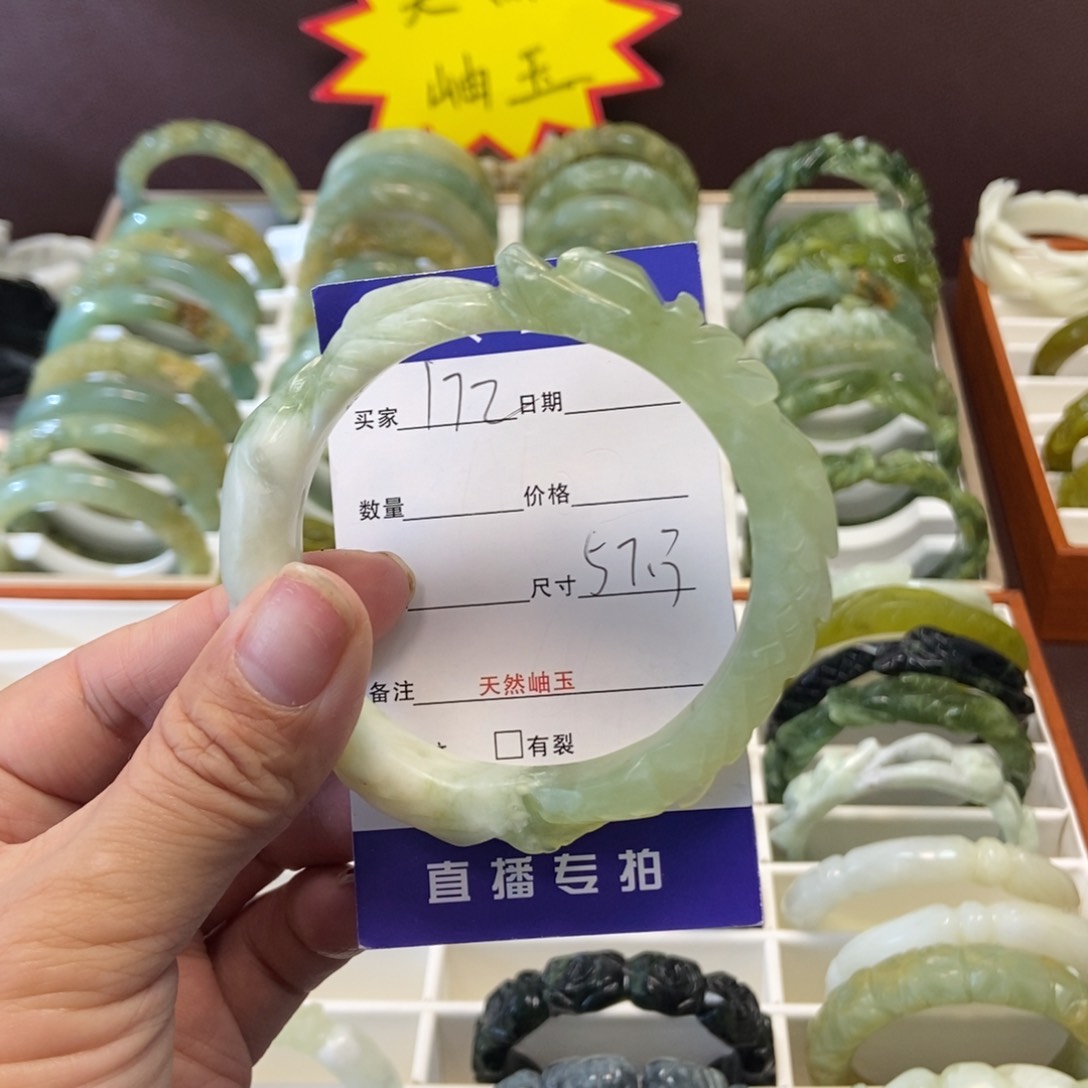 岫玉
买家 172 日期
数量 价格
尺寸 57.3
备注 天然岫玉
□有裂
直播专拍